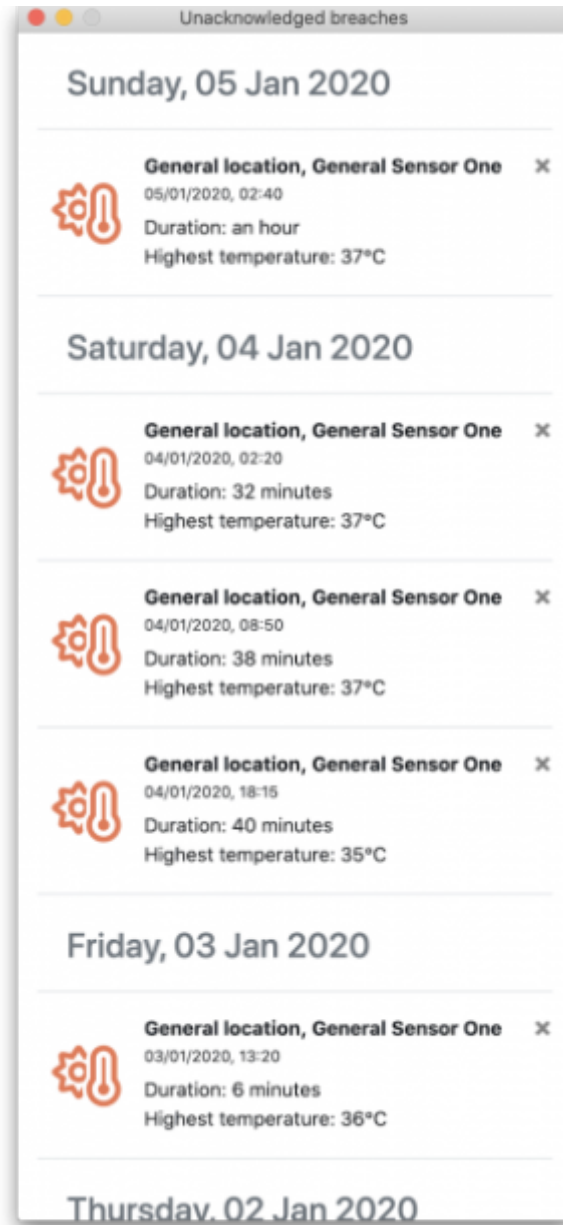 Unacknowledged breaches
Sunday, 05 Jan 2020
General location, General Sensor One
05/01/2020, 02:40
Duration: an hour
Highest temperature: 37°C
Saturday, 04 Jan 2020
General location, General Sensor One
04/01/2020, 02:20
Duration: 32 minutes
Highest temperature: 37°C
General location, General Sensor One
04/01/2020, 08:50
Duration: 38 minutes
Highest temperature: 37°C
General location, General Sensor One
04/01/2020, 18:15
Duration: 40 minutes
Highest temperature: 35°C
Friday, 03 Jan 2020
General location, General Sensor One
03/01/2020, 13:20
Duration: 6 minutes
Highest temperature: 36°C
Thursday, 02 Jan 2020